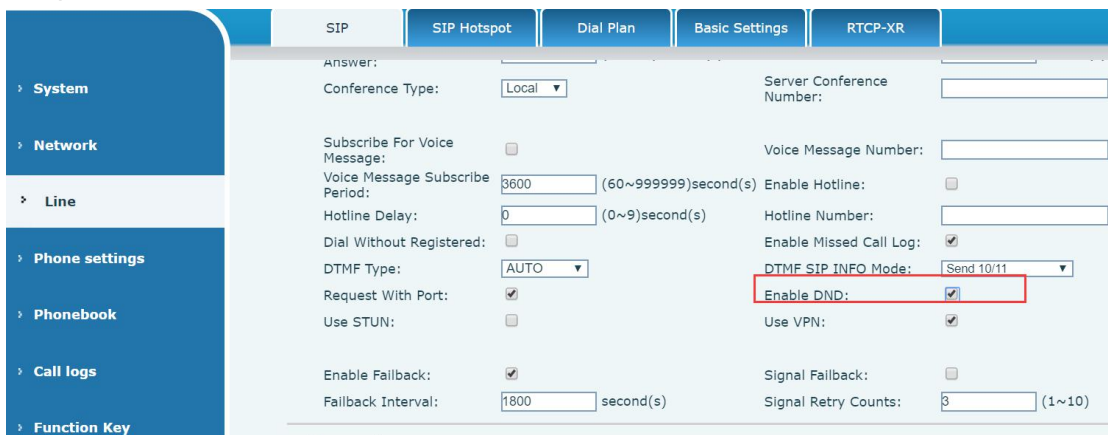 SIP SIP Hotspot Dial Plan Basic Settings RTCP-XR
System
Network
Line
Phone settings
Phonebook
Call logs
Function Key
Answer:
Conference Type: Local Server Conference Number:
Subscribe For Voice Message: Voice Message Number:
Voice Message Subscribe Period: 3600 (60~999999)second(s) Enable Hotline:
Hotline Delay: 0 (0~9)second(s) Hotline Number:
Dial Without Registered: Enable Missed Call Log:
DTMF Type: AUTO DTMF SIP INFO Mode: Send 10/11
Request With Port: Enable DND:
Use STUN: Use VPN:
Enable Failback: Signal Failback:
Failback Interval: 1800 second(s) Signal Retry Counts: 3 (1~10)